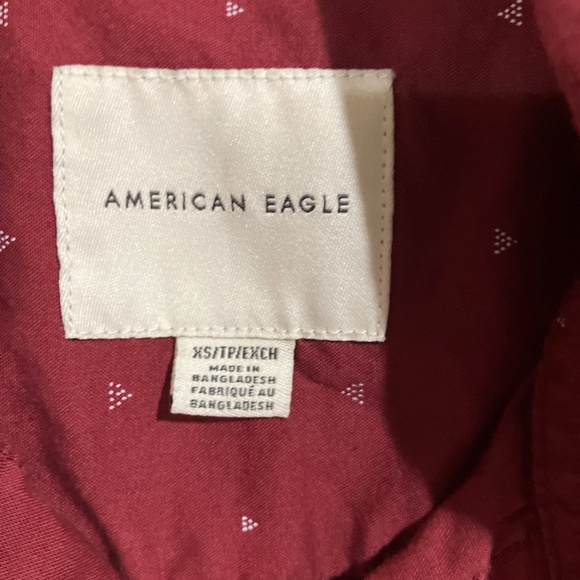 AMERICAN EAGLE
XS/TP/EXCH
MADE IN
BANGLADESH
FABRIQUÉ AU
BANGLADESH